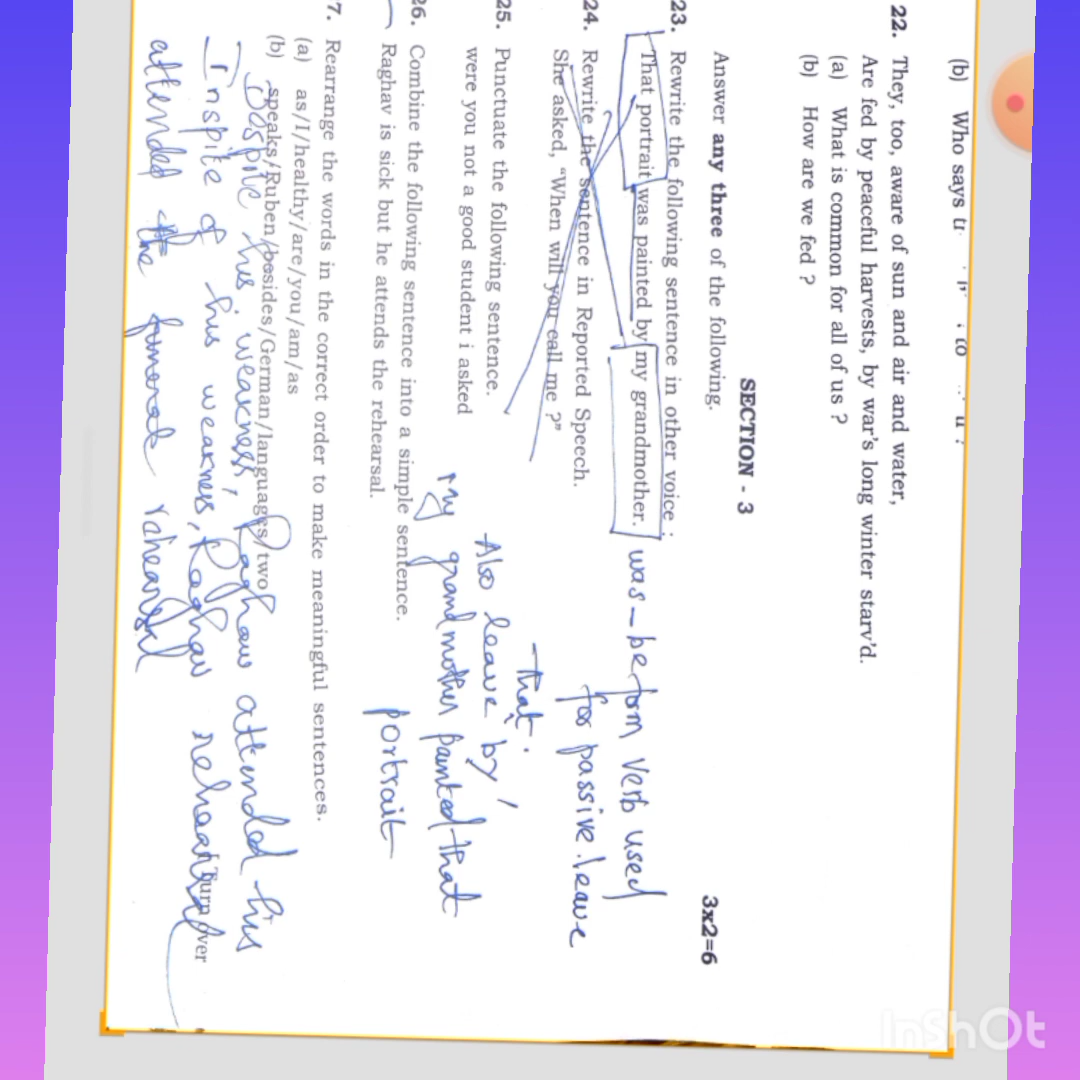 (b) Who says
22. They, too, aware of sun and air and water,
Are fed by peaceful harvests, by war's long winter starv'd.
(a) What is common for all of us ?
(b) How are we fed ?
SECTION - 3
Answer any three of the following. 3x2=6
23. Rewrite the following sentence in other voice :
That portrait was painted by my grandmother.
was - be form verb used
for passive. leave
24. Rewrite the sentence in Reported Speech.
She asked, "When will you call me ?"
- that.
Also leave 'by'
25. Punctuate the following sentence.
were you not a good student i asked
my grandmother painted that
portrait
26. Combine the following sentence into a simple sentence.
Raghav is sick but he attends the rehearsal.
7. Rearrange the words in the correct order to make meaningful sentences.
(a) as/I/healthy/are/you/am/as
(b) speaks/Ruben/besides/German/languages/two
Despite his weakness, Raghav attended his
rehearsal
Turn over
Inspite of his weakness, Raghav
attended the rehearsal